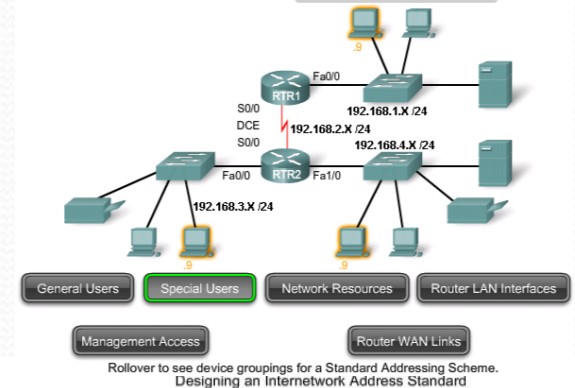 .9
Fa0/0
RTR1
192.168.1.X /24
S0/0
DCE
192.168.2.X /24
S0/0
192.168.4.X /24
RTR2
Fa0/0
Fa1/0
192.168.3.X /24
.9
.9
General Users
Special Users
Network Resources
Router LAN Interfaces
Management Access
Router WAN Links
Rollover to see device groupings for a Standard Addressing Scheme.
Designing an Internetwork Address Standard